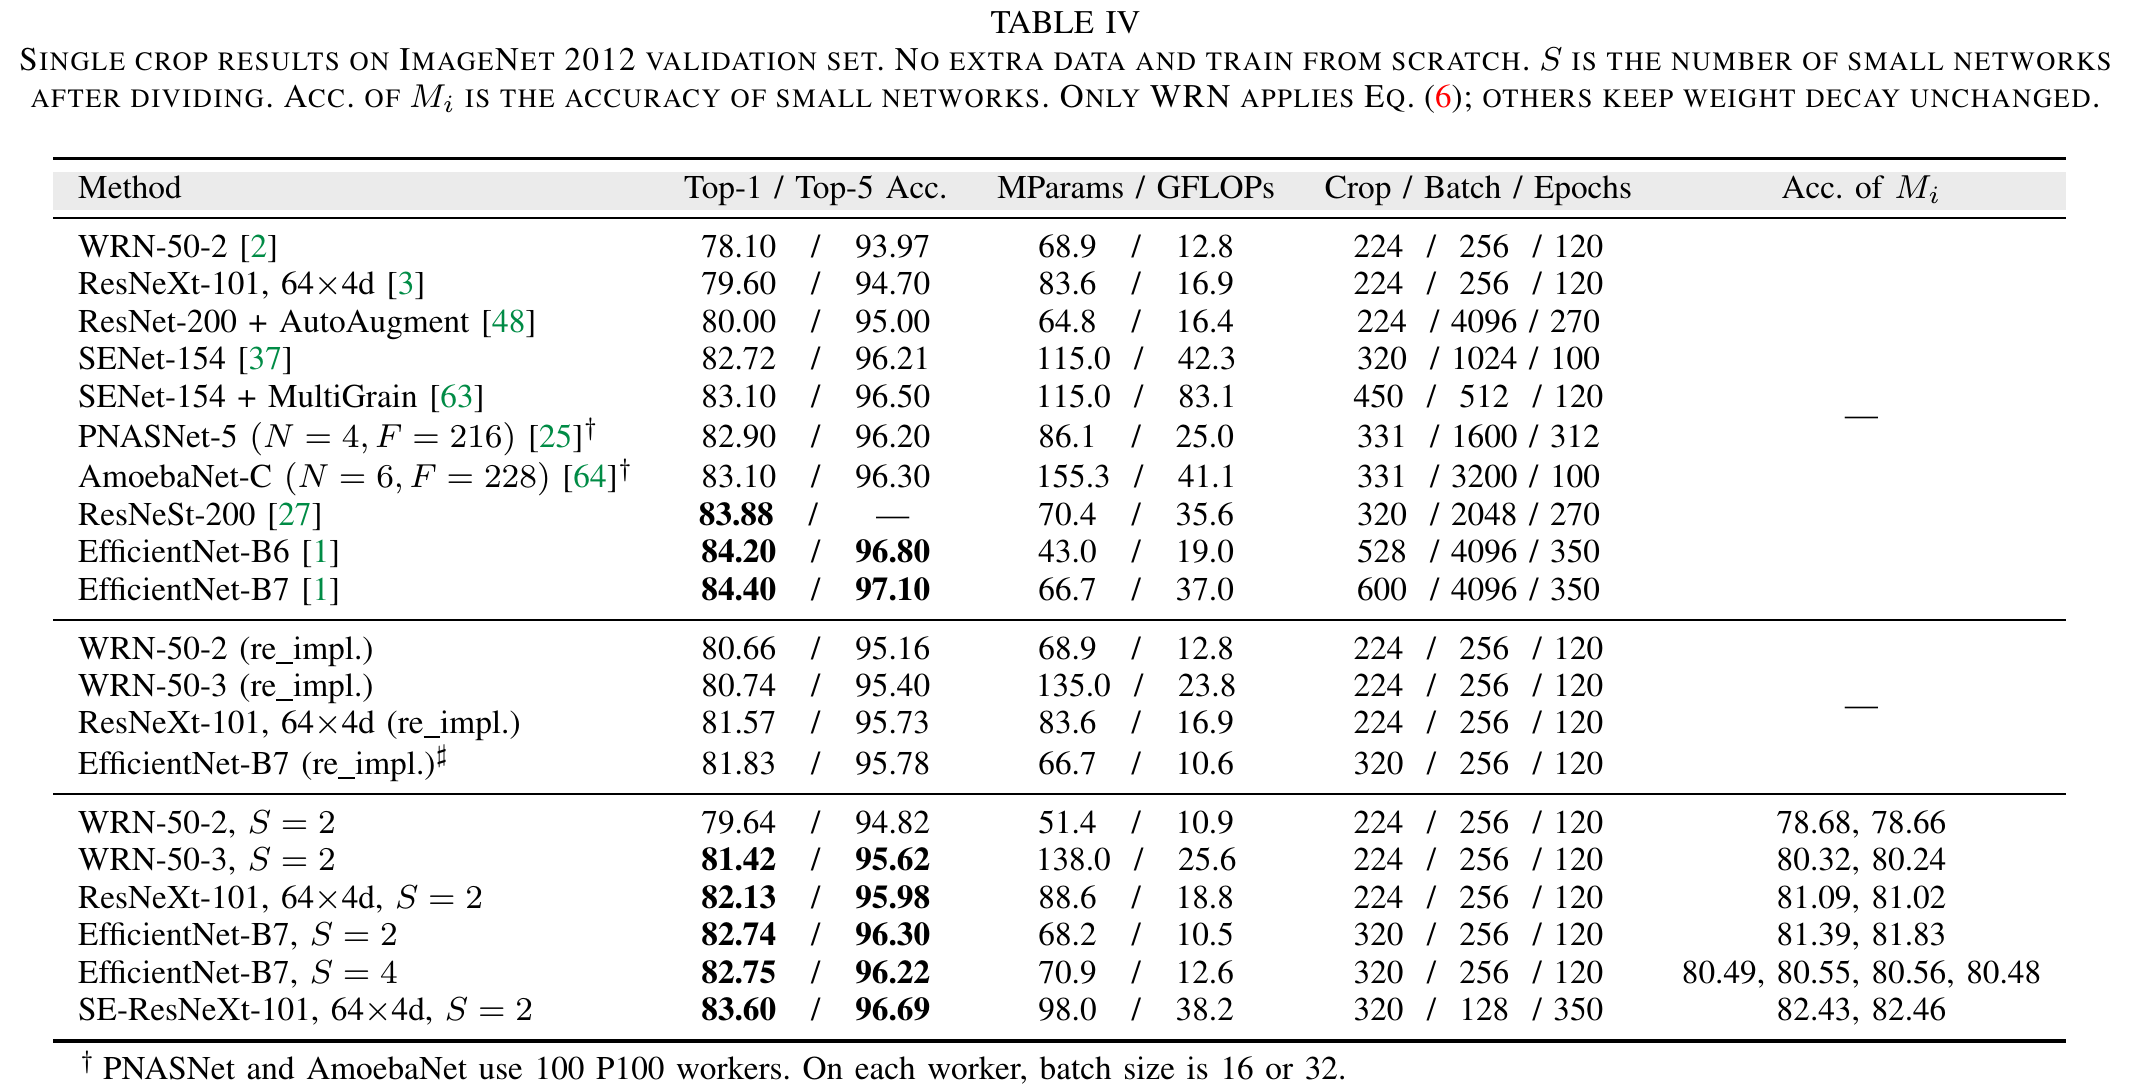 TABLE IV
SINGLE CROP RESULTS ON IMAGENET 2012 VALIDATION SET. NO EXTRA DATA AND TRAIN FROM SCRATCH. S IS THE NUMBER OF SMALL NETWORKS
AFTER DIVIDING. ACC. OF Mi IS THE ACCURACY OF SMALL NETWORKS. ONLY WRN APPLIES EQ. (6); OTHERS KEEP WEIGHT DECAY UNCHANGED.
Method Top-1 / Top-5 Acc. MParams / GFLOPs Crop / Batch / Epochs Acc. of Mi
WRN-50-2 [2] 78.10 / 93.97 68.9 / 12.8 224 / 256 / 120
ResNeXt-101, 64×4d [3] 79.60 / 94.70 83.6 / 16.9 224 / 256 / 120
ResNet-200 + AutoAugment [48] 80.00 / 95.00 64.8 / 16.4 224 / 4096 / 270
SENet-154 [37] 82.72 / 96.21 115.0 / 42.3 320 / 1024 / 100
SENet-154 + MultiGrain [63] 83.10 / 96.50 115.0 / 83.1 450 / 512 / 120
—
PNASNet-5 (N = 4, F = 216) [25]† 82.90 / 96.20 86.1 / 25.0 331 / 1600 / 312
AmoebaNet-C (N = 6, F = 228) [64]† 83.10 / 96.30 155.3 / 41.1 331 / 3200 / 100
ResNeSt-200 [27] 83.88 / — 70.4 / 35.6 320 / 2048 / 270
EfficientNet-B6 [1] 84.20 / 96.80 43.0 / 19.0 528 / 4096 / 350
EfficientNet-B7 [1] 84.40 / 97.10 66.7 / 37.0 600 / 4096 / 350
WRN-50-2 (re_impl.) 80.66 / 95.16 68.9 / 12.8 224 / 256 / 120
WRN-50-3 (re_impl.) 80.74 / 95.40 135.0 / 23.8 224 / 256 / 120
—
ResNeXt-101, 64×4d (re_impl.) 81.57 / 95.73 83.6 / 16.9 224 / 256 / 120
EfficientNet-B7 (re_impl.)♯ 81.83 / 95.78 66.7 / 10.6 320 / 256 / 120
WRN-50-2, S = 2 79.64 / 94.82 51.4 / 10.9 224 / 256 / 120 78.68, 78.66
WRN-50-3, S = 2 81.42 / 95.62 138.0 / 25.6 224 / 256 / 120 80.32, 80.24
ResNeXt-101, 64×4d, S = 2 82.13 / 95.98 88.6 / 18.8 224 / 256 / 120 81.09, 81.02
EfficientNet-B7, S = 2 82.74 / 96.30 68.2 / 10.5 320 / 256 / 120 81.39, 81.83
EfficientNet-B7, S = 4 82.75 / 96.22 70.9 / 12.6 320 / 256 / 120 80.49, 80.55, 80.56, 80.48
SE-ResNeXt-101, 64×4d, S = 2 83.60 / 96.69 98.0 / 38.2 320 / 128 / 350 82.43, 82.46
† PNASNet and AmoebaNet use 100 P100 workers. On each worker, batch size is 16 or 32.